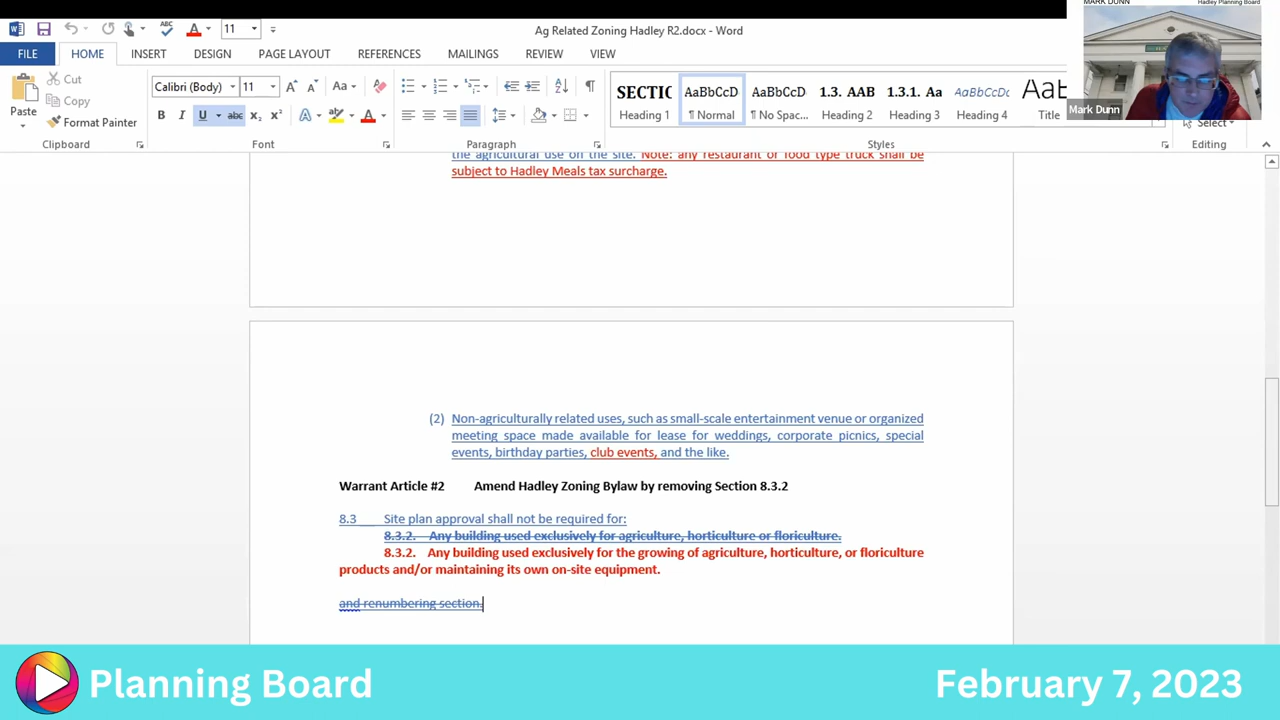 MARK DUNN Hadley Planning Board
Ag Related Zoning Hadley R2.docx - Word
11
FILE HOME INSERT DESIGN PAGE LAYOUT REFERENCES MAILINGS REVIEW VIEW
Mark Dunn
Paste
Cut
Copy
Format Painter
Clipboard
Calibri (Body) 11
Font
Paragraph
SECTIC AaBbCcD AaBbCcD 1.3. AAB 1.3.1. Aa AaBbCcDc AaB
Heading 1 ¶ Normal ¶ No Spac... Heading 2 Heading 3 Heading 4 Title
Styles
Select
Editing
the agricultural use on the site. Note: any restaurant or food type truck shall be
subject to Hadley Meals tax surcharge.
(2) Non-agriculturally related uses, such as small-scale entertainment venue or organized
meeting space made available for lease for weddings, corporate picnics, special
events, birthday parties, club events, and the like.
Warrant Article #2 Amend Hadley Zoning Bylaw by removing Section 8.3.2
8.3 Site plan approval shall not be required for:
8.3.2. Any building used exclusively for agriculture, horticulture or floriculture.
8.3.2. Any building used exclusively for the growing of agriculture, horticulture, or floriculture
products and/or maintaining its own on-site equipment.
and renumbering section.
Planning Board
February 7, 2023